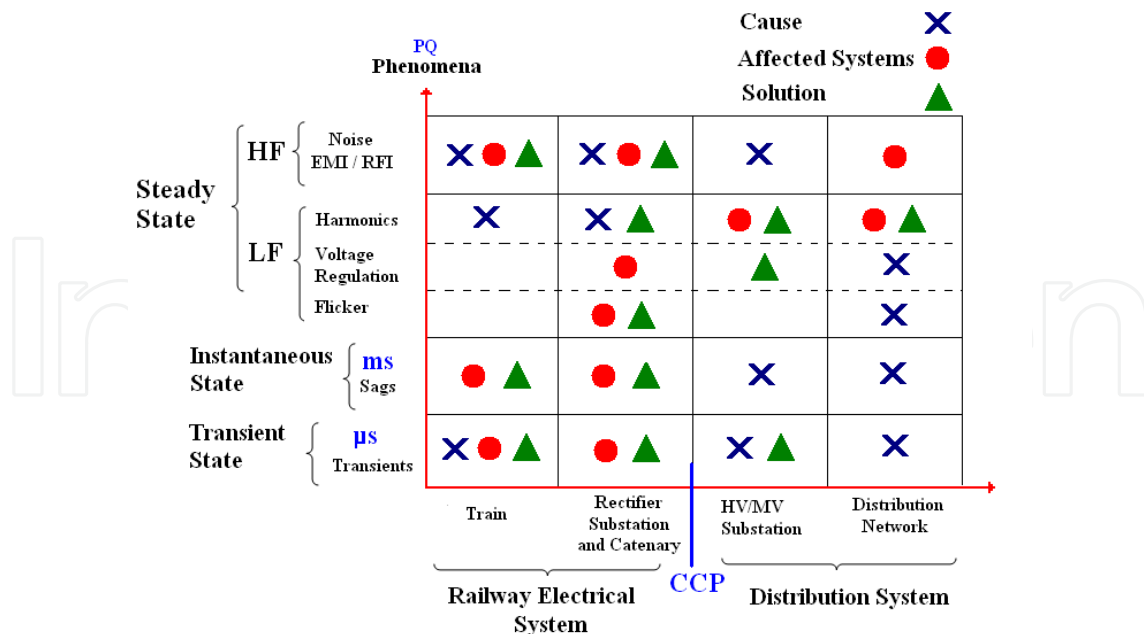 Cause
PQ
Phenomena
Affected Systems
Solution
HF
Noise
EMI / RFI
Steady
State
LF
Harmonics
Voltage
Regulation
Flicker
Instantaneous
State
ms
Sags
Transient
State
µs
Transients
Train
Rectifier
Substation
and Catenary
HV/MV
Substation
Distribution
Network
CCP
Railway Electrical
System
Distribution System